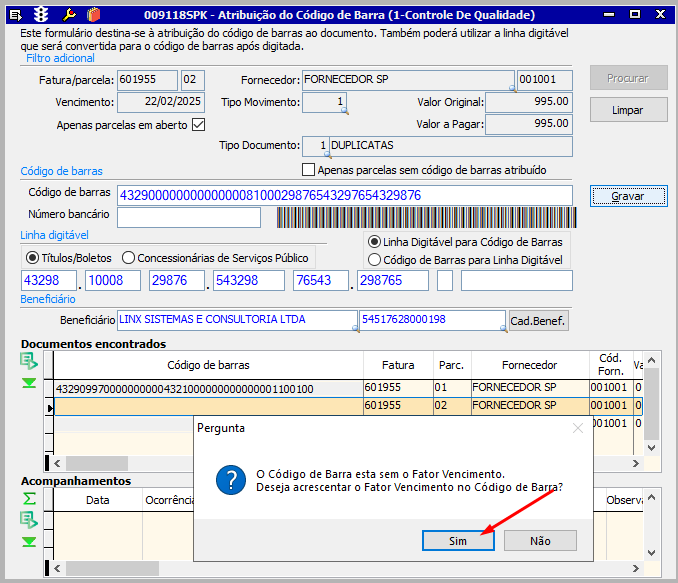 009118SPK - Atribuição do Código de Barra (1-Controle De Qualidade)
Este formulário destina-se à atribuição do código de barras ao documento. Também poderá utilizar a linha digitável
que será convertida para o código de barras após digitada.
Filtro adicional
Fatura/parcela: 601955 02 Fornecedor: FORNECEDOR SP 001001 Procurar
Vencimento: 22/02/2025 Tipo Movimento: 1 Valor Original: 995.00 Limpar
Apenas parcelas em aberto Valor a Pagar: 995.00
Tipo Documento: 1 DUPLICATAS
Código de barras Apenas parcelas sem código de barras atribuído
Código de barras 43290000000000000081000298765432976543 29876 Gravar
Número bancário
Linha digitável
Títulos/Boletos Concessionárias de Serviços Público Linha Digitável para Código de Barras
Código de Barras para Linha Digitável
43298 . 10008 29876 . 543298 76543 . 298765
Beneficiário
Beneficiário LINX SISTEMAS E CONSULTORIA LTDA 54517628000198 Cad.Benef.
Documentos encontrados
Código de barras Fatura Parc. Fornecedor Cód. Forn.
601955 01 FORNECEDOR SP 001001 0
601955 02 FORNECEDOR SP 001001 0
001001 0
Pergunta
O Código de Barra esta sem o Fator Vencimento.
Deseja acrescentar o Fator Vencimento no Código de Barra?
Sim Não
Acompanhamentos
Data Ocorrência Observa